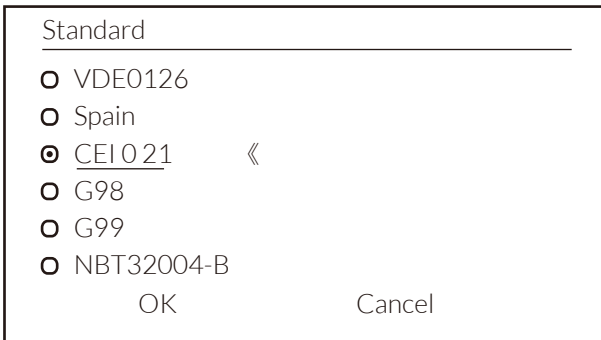 Standard
VDE0126
Spain
CEI 0 21 《
G98
G99
NBT32004-B
OK Cancel